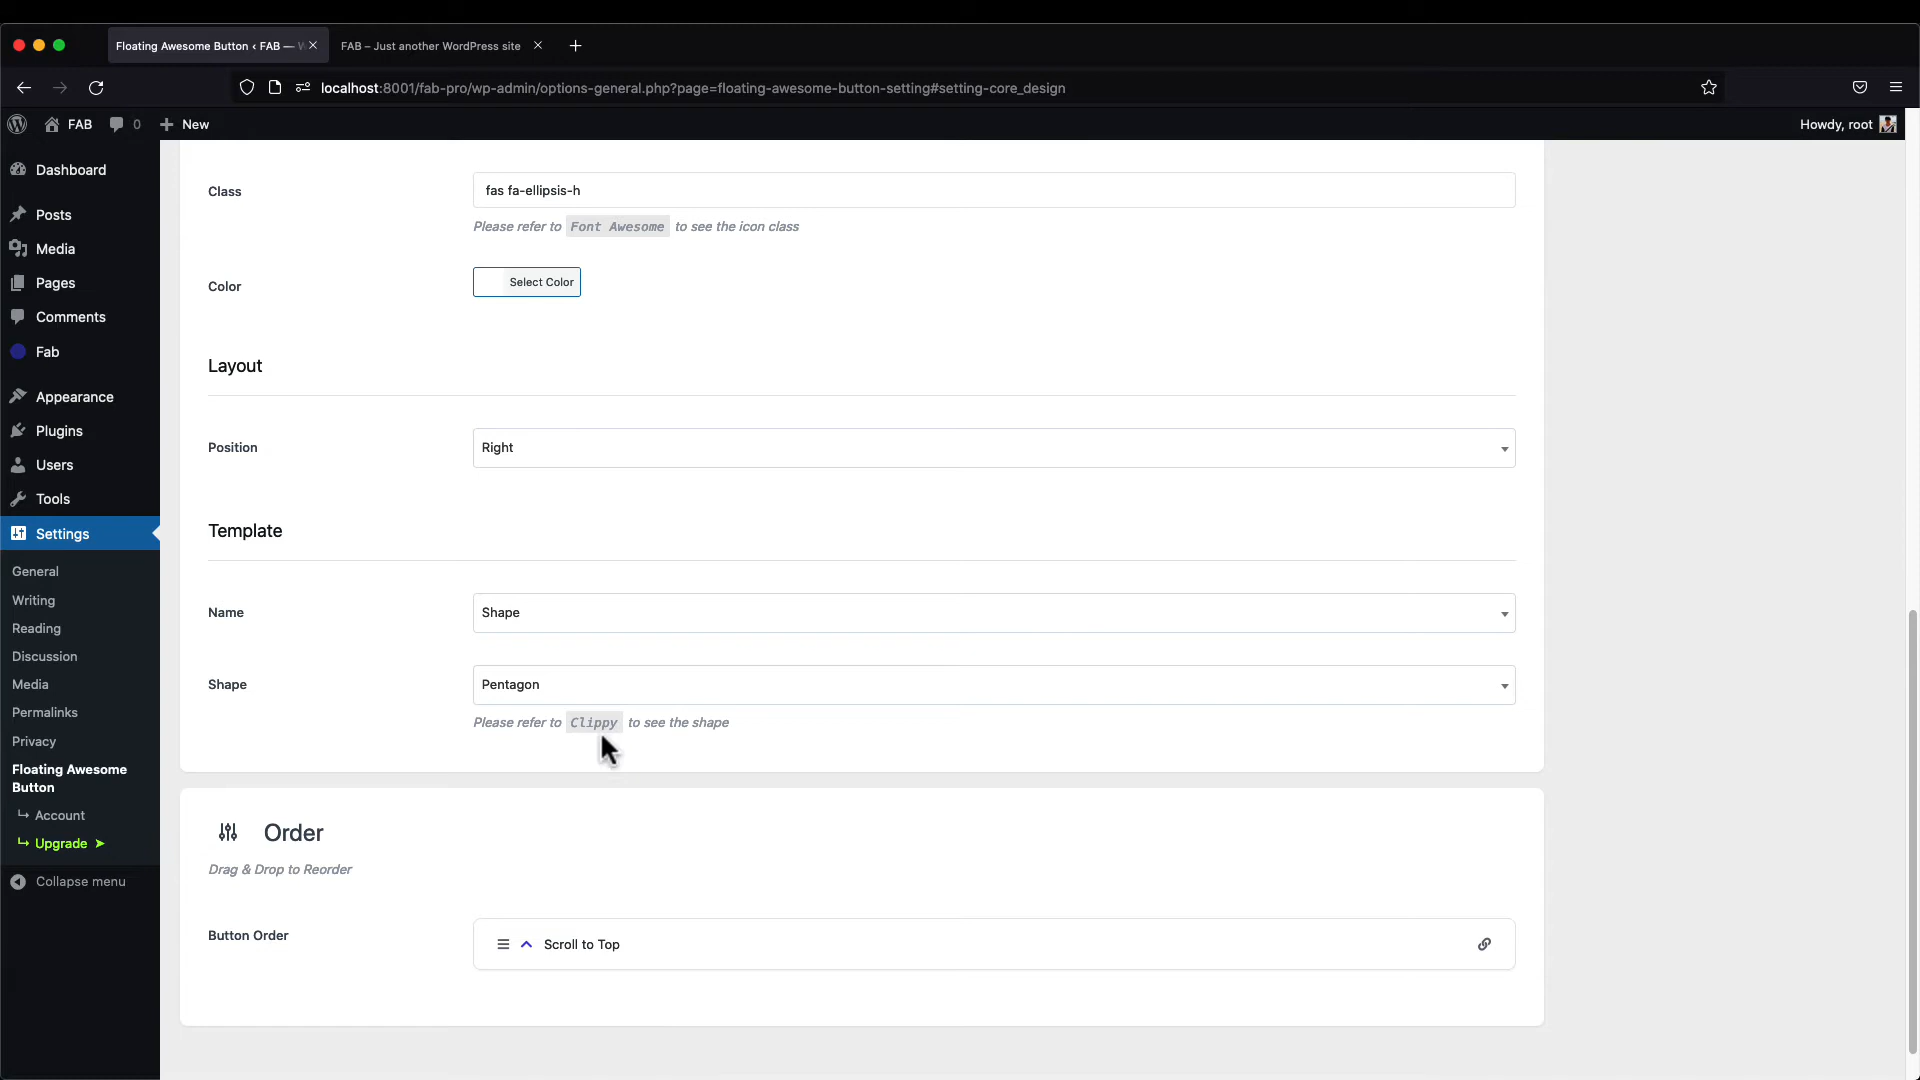 Floating Awesome Button ‹ FAB — W
FAB – Just another WordPress site
localhost:8001/fab-pro/wp-admin/options-general.php?page=floating-awesome-button-setting#setting-core_design
FAB
0
New
Howdy, root
Dashboard
Posts
Media
Pages
Comments
Fab
Appearance
Plugins
Users
Tools
Settings
General
Writing
Reading
Discussion
Media
Permalinks
Privacy
Floating Awesome
Button
Account
Upgrade ➤
Collapse menu
Class
fas fa-ellipsis-h
Please refer to Font Awesome to see the icon class
Color
Select Color
Layout
Position
Right
Template
Name
Shape
Shape
Pentagon
Please refer to Clippy to see the shape
Order
Drag & Drop to Reorder
Button Order
Scroll to Top